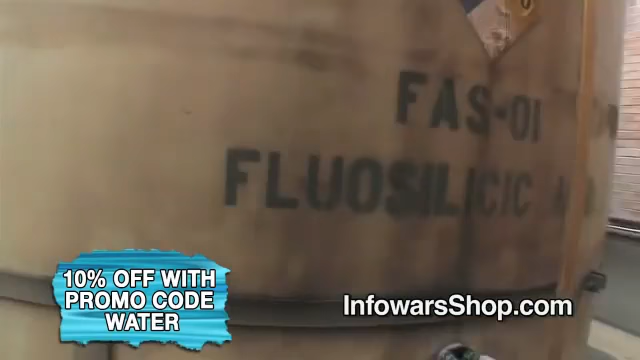 FAS-01
FLUOSILICIC
10% OFF WITH
PROMO CODE
WATER
InfowarsShop.com